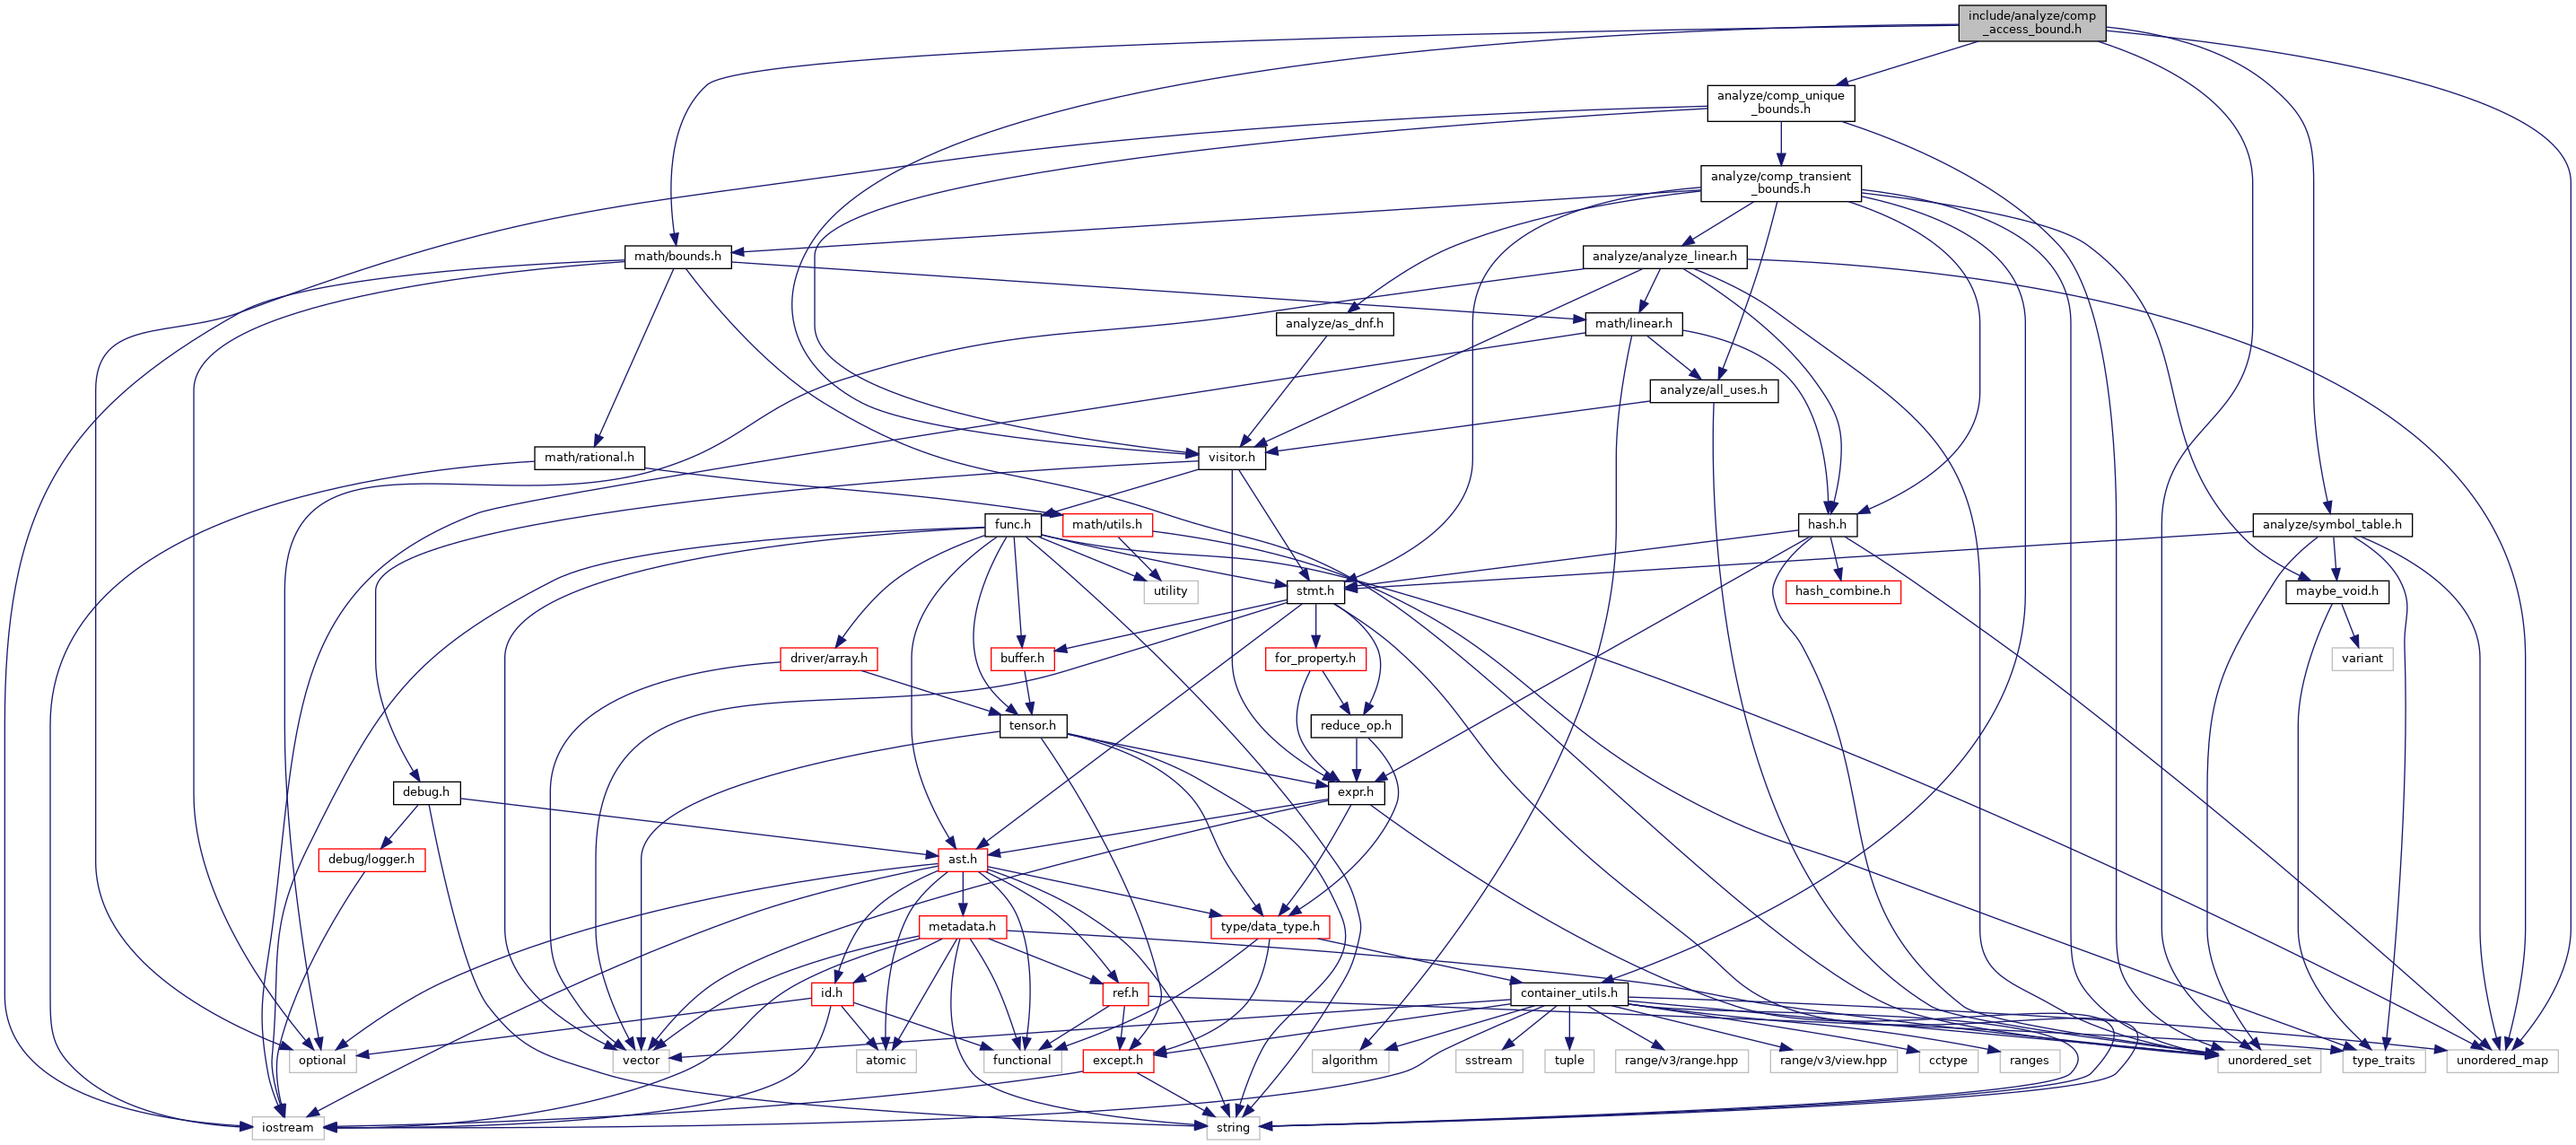 include/analyze/comp
_access_bound.h
analyze/comp_unique
_bounds.h
analyze/comp_transient
_bounds.h
math/bounds.h
analyze/analyze_linear.h
analyze/as_dnf.h
math/linear.h
analyze/all_uses.h
math/rational.h
visitor.h
func.h
math/utils.h
hash.h
analyze/symbol_table.h
utility
stmt.h
hash_combine.h
maybe_void.h
driver/array.h
buffer.h
for_property.h
variant
tensor.h
reduce_op.h
debug.h
expr.h
debug/logger.h
ast.h
metadata.h
type/data_type.h
id.h
ref.h
container_utils.h
optional
vector
atomic
functional
except.h
algorithm
sstream
tuple
range/v3/range.hpp
range/v3/view.hpp
cctype
ranges
unordered_set
type_traits
unordered_map
iostream
string